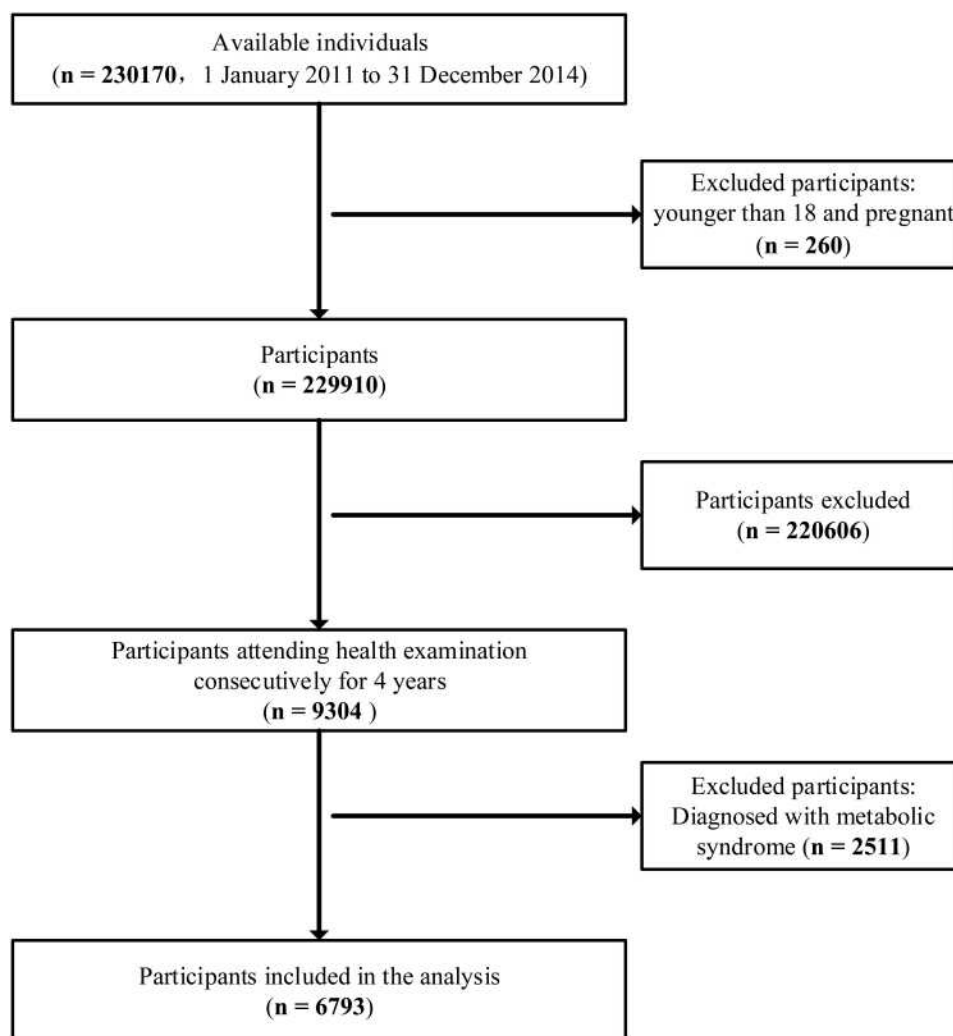 Available individuals
(n = 230170，1 January 2011 to 31 December 2014)
Excluded participants:
younger than 18 and pregnant
(n = 260)
Participants
(n = 229910)
Participants excluded
(n = 220606)
Participants attending health examination
consecutively for 4 years
(n = 9304 )
Excluded participants:
Diagnosed with metabolic
syndrome (n = 2511)
Participants included in the analysis
(n = 6793)